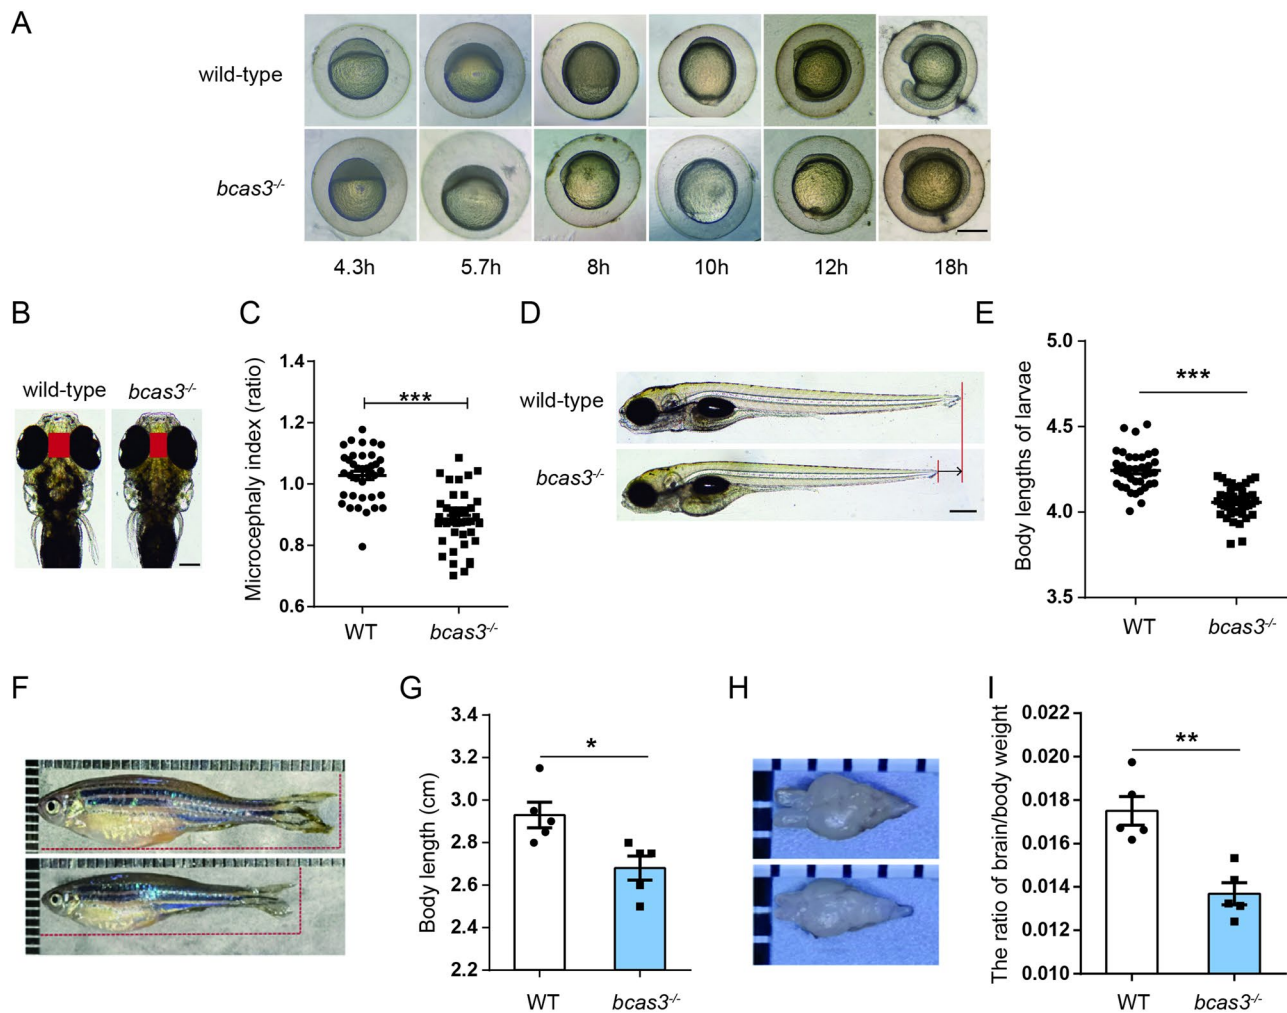 A
wild-type
bcas3-/-
4.3h 5.7h 8h 10h 12h 18h
B
wild-type bcas3-/-
C
Microcephaly index (ratio)
1.4
1.2
1.0
0.8
0.6
***
WT bcas3-/-
D
wild-type
bcas3-/-
E
Body lengths of larvae
5.0
4.5
4.0
3.5
***
WT bcas3-/-
F
G
Body length (cm)
3.4
3.2
3.0
2.8
2.6
2.4
2.2
*
WT bcas3-/-
H
I
The ratio of brain/body weight
0.022
0.020
0.018
0.016
0.014
0.012
0.010
**
WT bcas3-/-